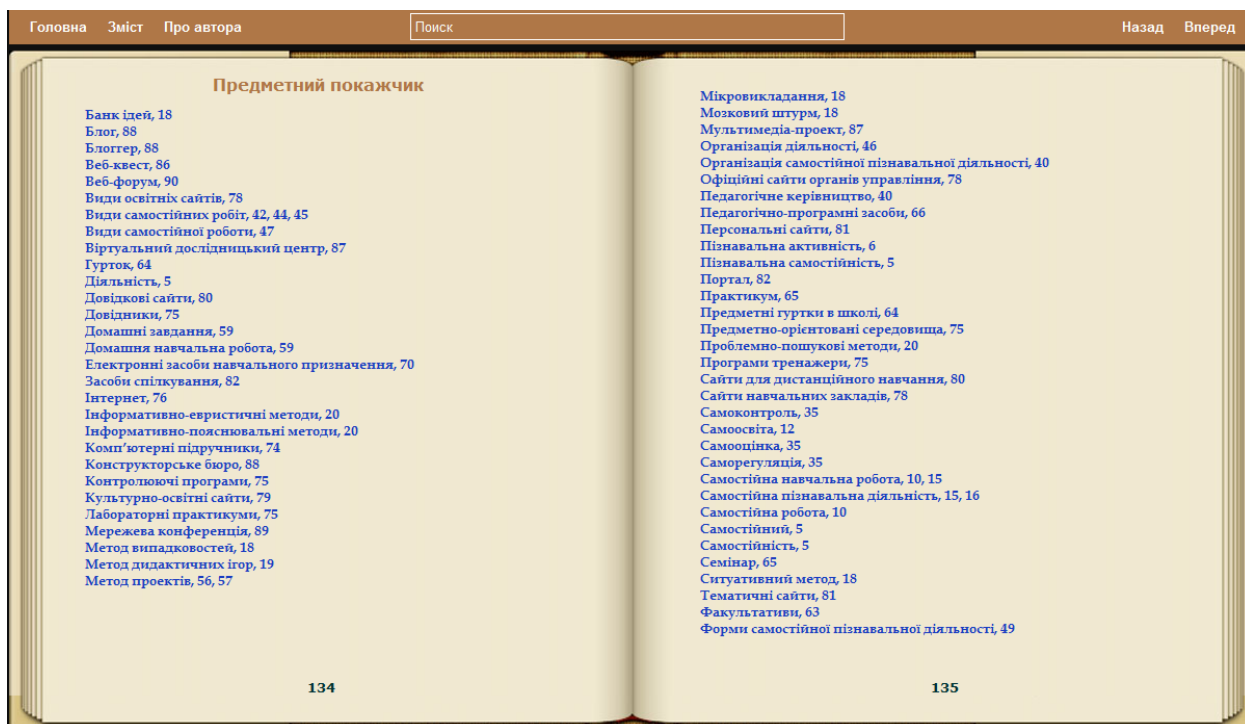 Головна Зміст Про автора Поиск Назад Вперед
Предметний покажчик
Банк ідей, 18
Блог, 88
Блоггер, 88
Веб-квест, 86
Веб-форум, 90
Види освітніх сайтів, 78
Види самостійних робіт, 42, 44, 45
Види самостійної роботи, 47
Віртуальний дослідницький центр, 87
Гурток, 64
Діяльність, 5
Довідкові сайти, 80
Довідники, 75
Домашні завдання, 59
Домашня навчальна робота, 59
Електронні засоби навчального призначення, 70
Засоби спілкування, 82
Інтернет, 76
Інформативно-евристичні методи, 20
Інформативно-пояснювальні методи, 20
Комп’ютерні підручники, 74
Конструкторське бюро, 88
Контролюючі програми, 75
Культурно-освітні сайти, 79
Лабораторні практикуми, 75
Мережева конференція, 89
Метод випадковостей, 18
Метод дидактичних ігор, 19
Метод проектів, 56, 57
134
Мікровикладання, 18
Мозковий штурм, 18
Мультимедіа-проект, 87
Організація діяльності, 46
Організація самостійної пізнавальної діяльності, 40
Офіційні сайти органів управління, 78
Педагогічне керівництво, 40
Педагогічно-програмні засоби, 66
Персональні сайти, 81
Пізнавальна активність, 6
Пізнавальна самостійність, 5
Портал, 82
Практикум, 65
Предметні гуртки в школі, 64
Предметно-орієнтовані середовища, 75
Проблемно-пошукові методи, 20
Програми тренажери, 75
Сайти для дистанційного навчання, 80
Сайти навчальних закладів, 78
Самоконтроль, 35
Самоосвіта, 12
Самооцінка, 35
Саморегуляція, 35
Самостійна навчальна робота, 10, 15
Самостійна пізнавальна діяльність, 15, 16
Самостійна робота, 10
Самостійний, 5
Самостійність, 5
Семінар, 65
Ситуативний метод, 18
Тематичні сайти, 81
Факультативи, 63
Форми самостійної пізнавальної діяльності, 49
135